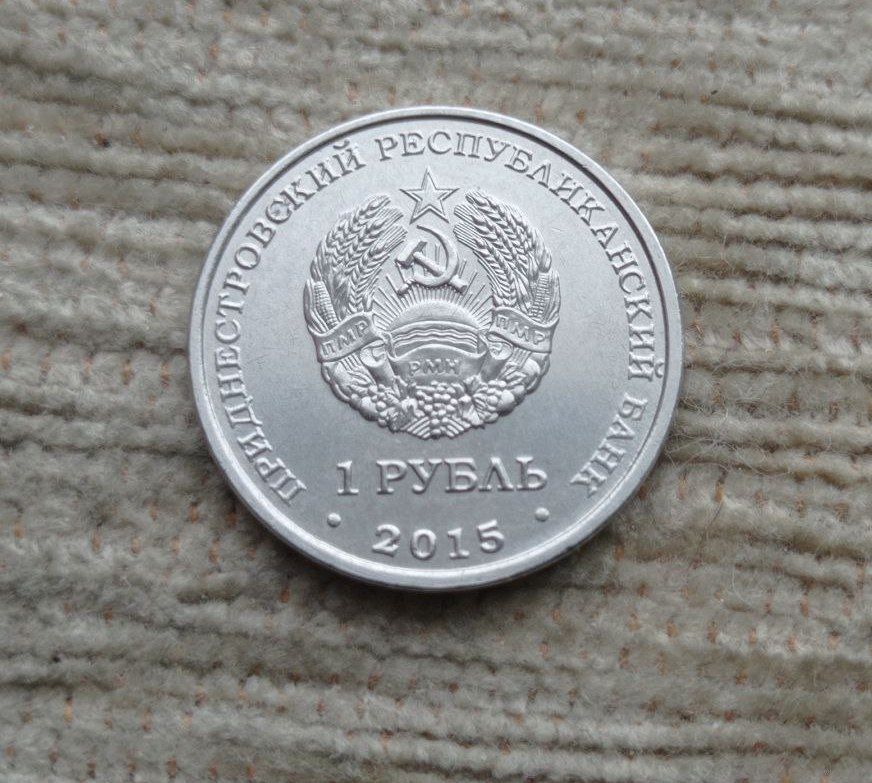 ПРИДНЕСТРОВСКИЙ РЕСПУБЛИКАНСКИЙ БАНК
ПМР РМН ПМР
1 РУБЛЬ
2015